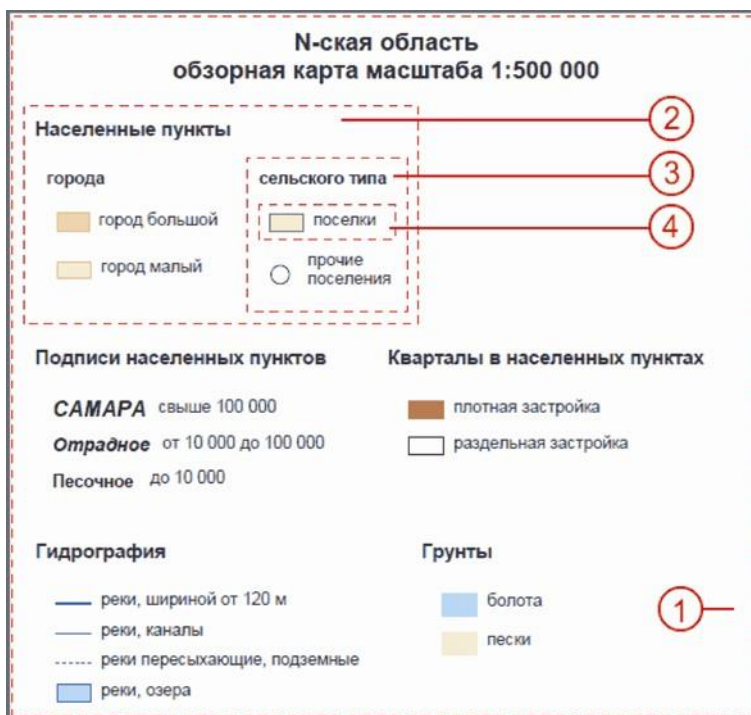 N-ская область
обзорная карта масштаба 1:500 000
2
Населенные пункты
3
города
сельского типа
4
город большой
поселки
город малый
прочие
поселения
Подписи населенных пунктов
Кварталы в населенных пунктах
САМАРА свыше 100 000
плотная застройка
Отрадное от 10 000 до 100 000
раздельная застройка
Песочное до 10 000
Гидрография
Грунты
реки, шириной от 120 м
болота
1
реки, каналы
пески
реки пересыхающие, подземные
реки, озера